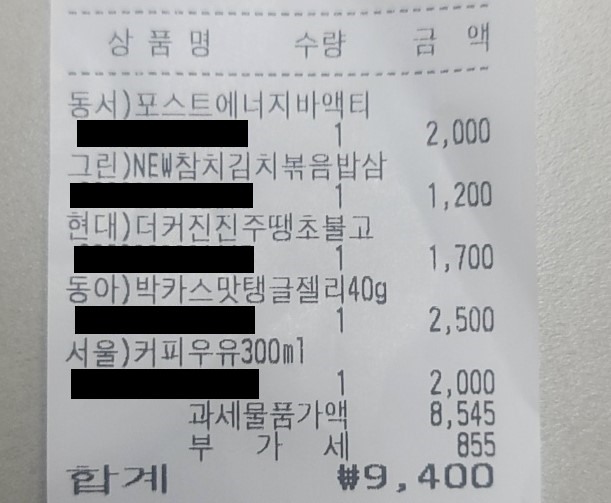 상 품 명 수량 금 액
동서)포스트에너지바액티
1 2,000
그린)NEW참치김치볶음밥삼
1 1,200
현대)더커진진주땡초불고
1 1,700
동아)박카스맛탱글젤리40g
1 2,500
서울)커피우유300ml
1 2,000
과세물품가액 8,545
부 가 세 855
합계 ₩9,400